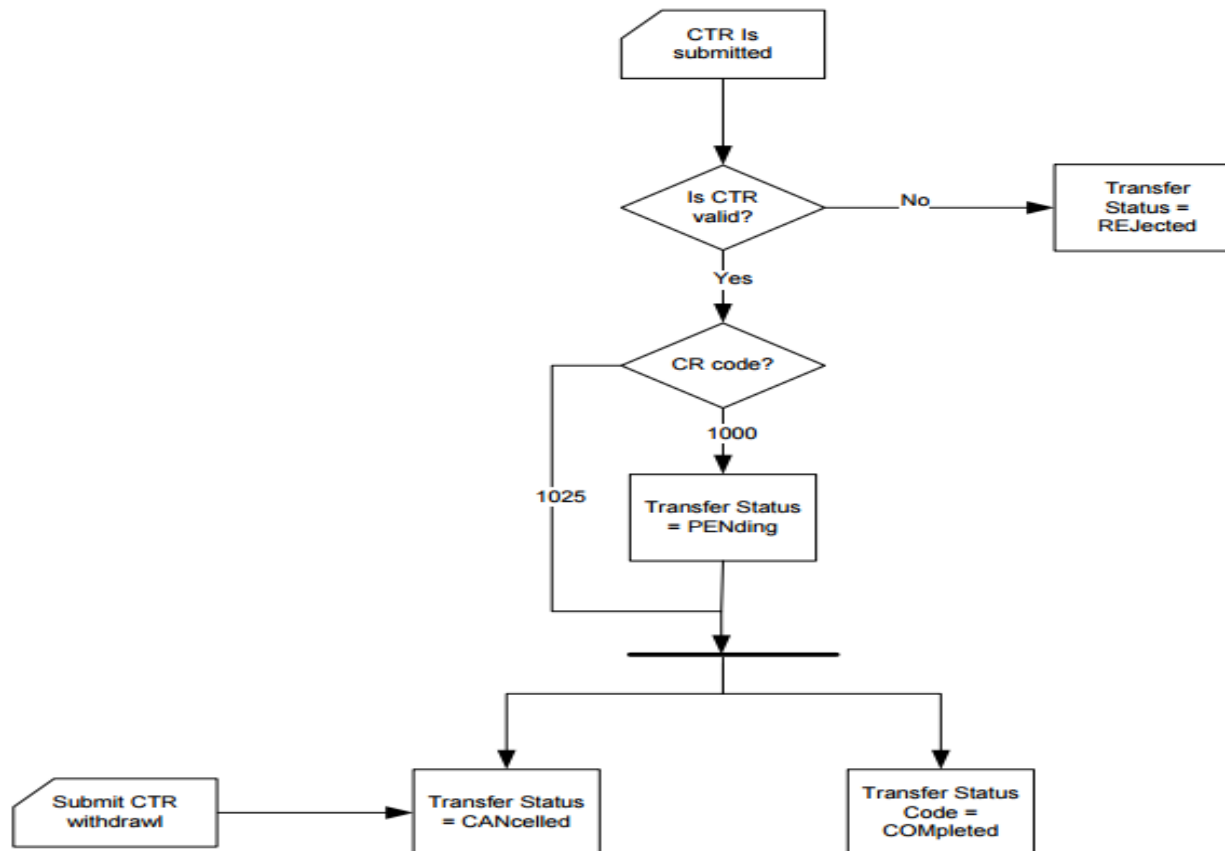 CTR Is
submitted
Is CTR
valid?
No
Transfer
Status =
REJected
Yes
CR code?
1000
1025
Transfer Status
= PENding
Submit CTR
withdrawl
Transfer Status
= CANcelled
Transfer Status
Code =
COMpleted